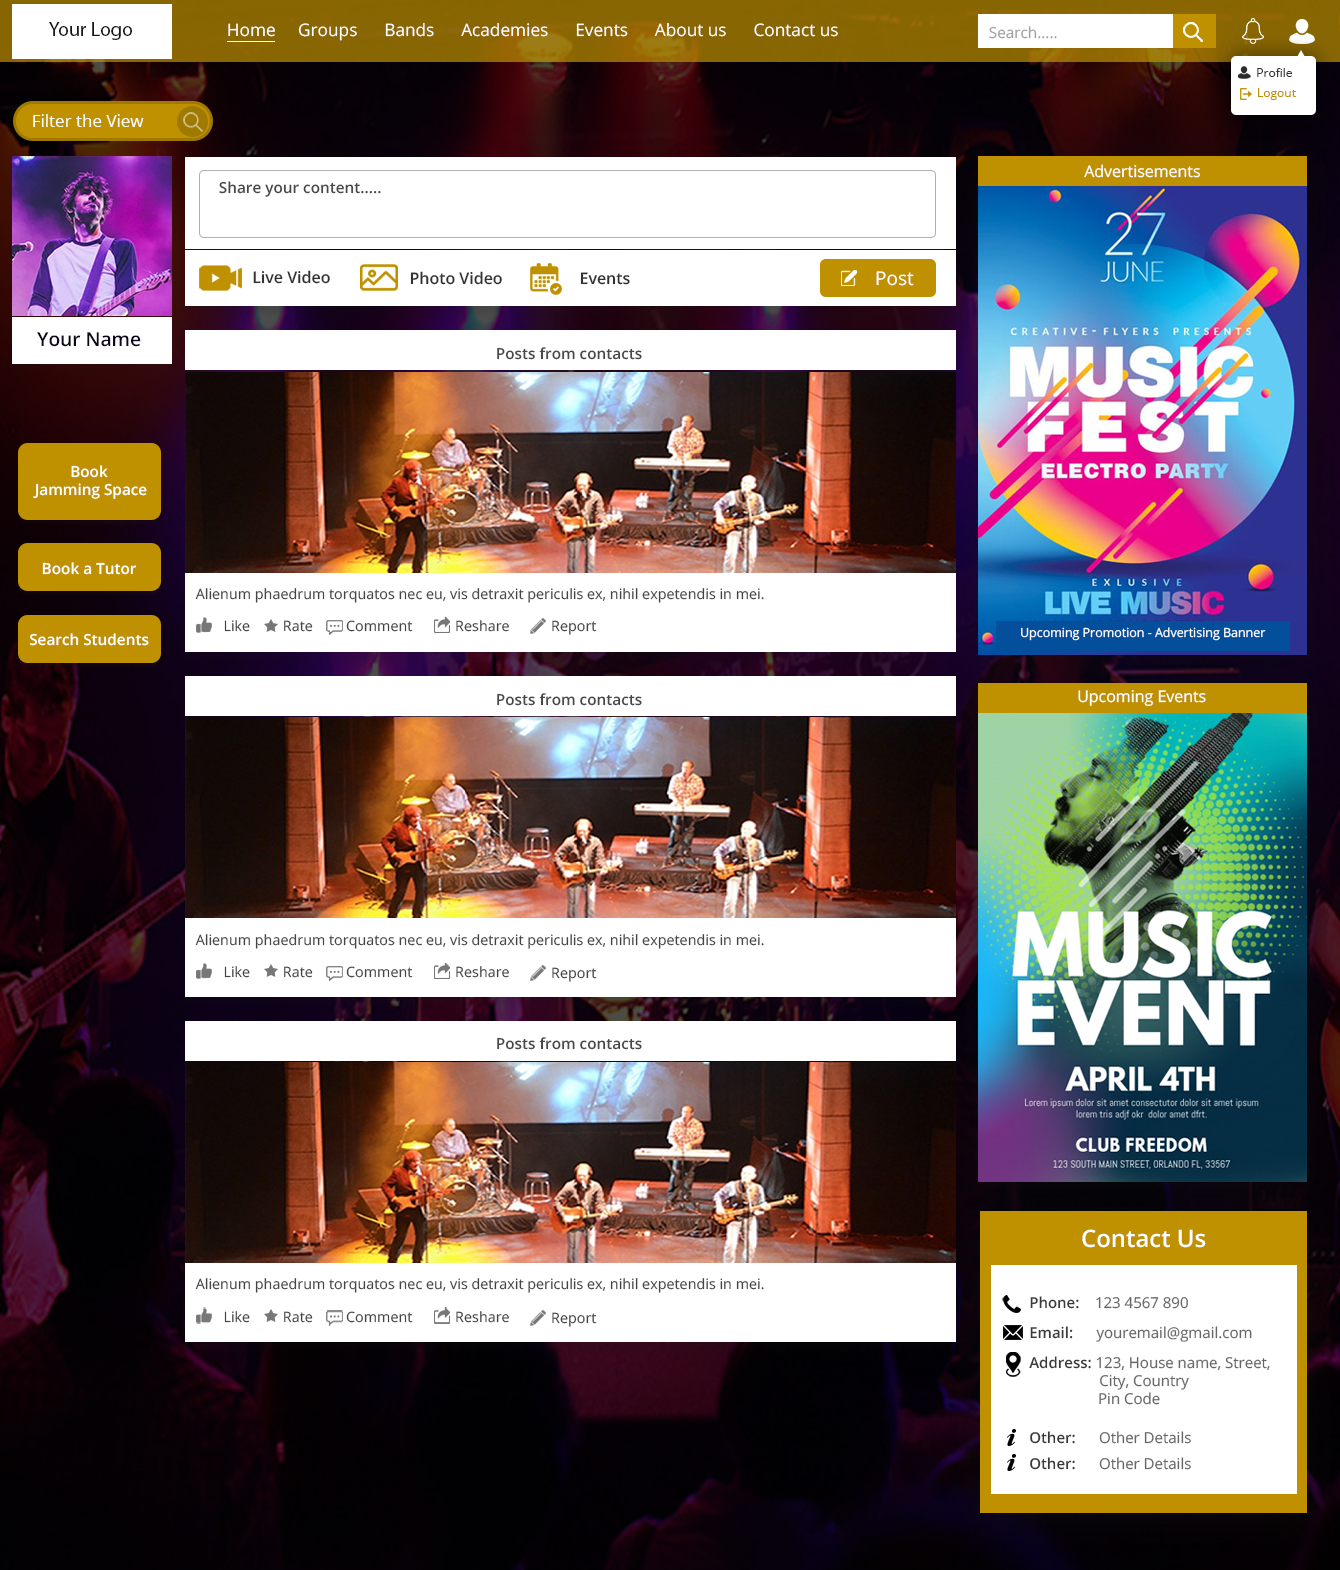 Your Logo
Home Groups Bands Academies Events About us Contact us
Search.....
Profile
Logout
Filter the View
Your Name
Book
Jamming Space
Book a Tutor
Search Students
Share your content.....
Live Video Photo Video Events Post
Posts from contacts
Alienum phaedrum torquatos nec eu, vis detraxit periculis ex, nihil expetendis in mei.
Like Rate Comment Reshare Report
Posts from contacts
Alienum phaedrum torquatos nec eu, vis detraxit periculis ex, nihil expetendis in mei.
Like Rate Comment Reshare Report
Posts from contacts
Alienum phaedrum torquatos nec eu, vis detraxit periculis ex, nihil expetendis in mei.
Like Rate Comment Reshare Report
Advertisements
27
JUNE
CREATIVE-FLYERS PRESENTS
MUSIC
FEST
ELECTRO PARTY
EXLUSIVE
LIVE MUSIC
Upcoming Promotion - Advertising Banner
Upcoming Events
MUSIC
EVENT
APRIL 4TH
Lorem ipsum dolor sit amet consectutor dolor sit amet ipsum
lorem tris adjf okr dolor amet dfrt.
CLUB FREEDOM
123 SOUTH MAIN STREET, ORLANDO FL, 33567
Contact Us
Phone: 123 4567 890
Email: youremail@gmail.com
Address: 123, House name, Street,
City, Country
Pin Code
Other: Other Details
Other: Other Details